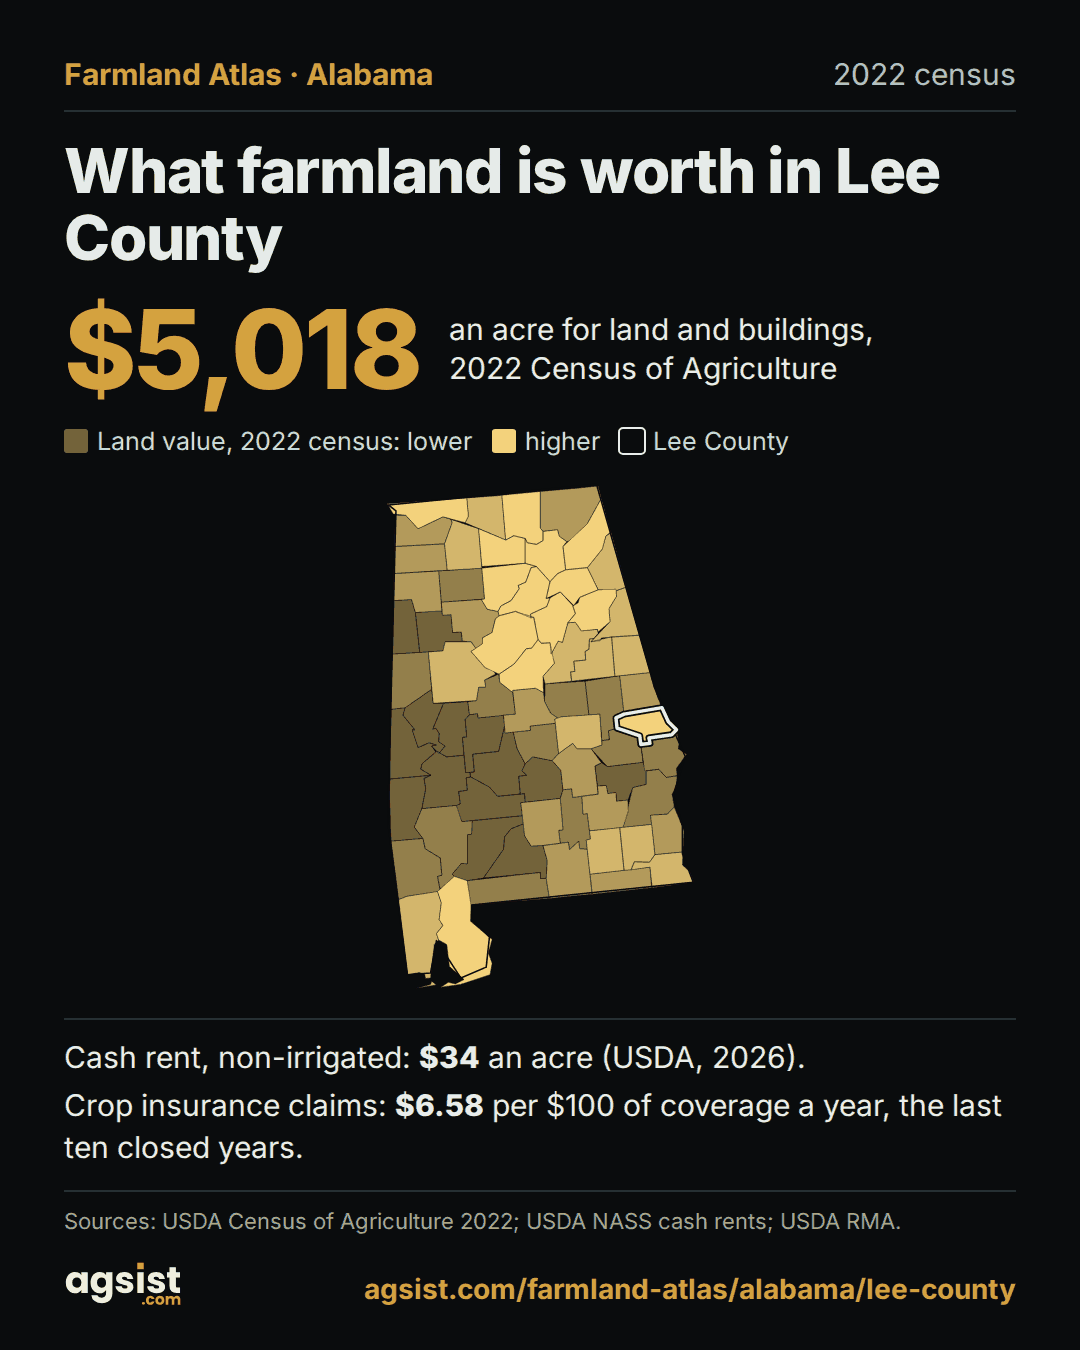 Farmland Atlas · Alabama
2022 census
What farmland is worth in Lee
County
$5,018
an acre for land and buildings,
2022 Census of Agriculture
Land value, 2022 census: lower
higher
Lee County
Cash rent, non-irrigated: $34 an acre (USDA, 2026).
Crop insurance claims: $6.58 per $100 of coverage a year, the last
ten closed years.
Sources: USDA Census of Agriculture 2022; USDA NASS cash rents; USDA RMA.
agsist
.com
agsist.com/farmland-atlas/alabama/lee-county